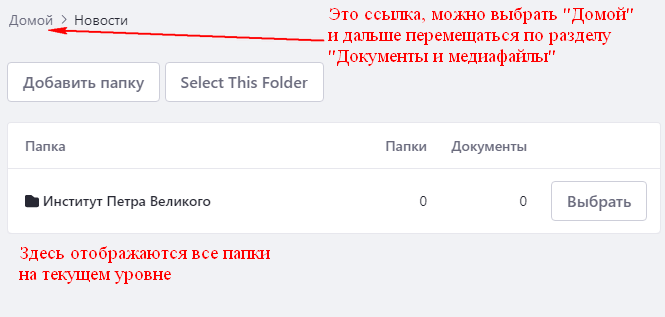 Домой > Новости
Это ссылка, можно выбрать "Домой"
и дальше перемещаться по разделу
"Документы и медиафайлы"
Добавить папку Select This Folder
Папка Папки Документы
Институт Петра Великого 0 0 Выбрать
Здесь отображаются все папки
на текущем уровне